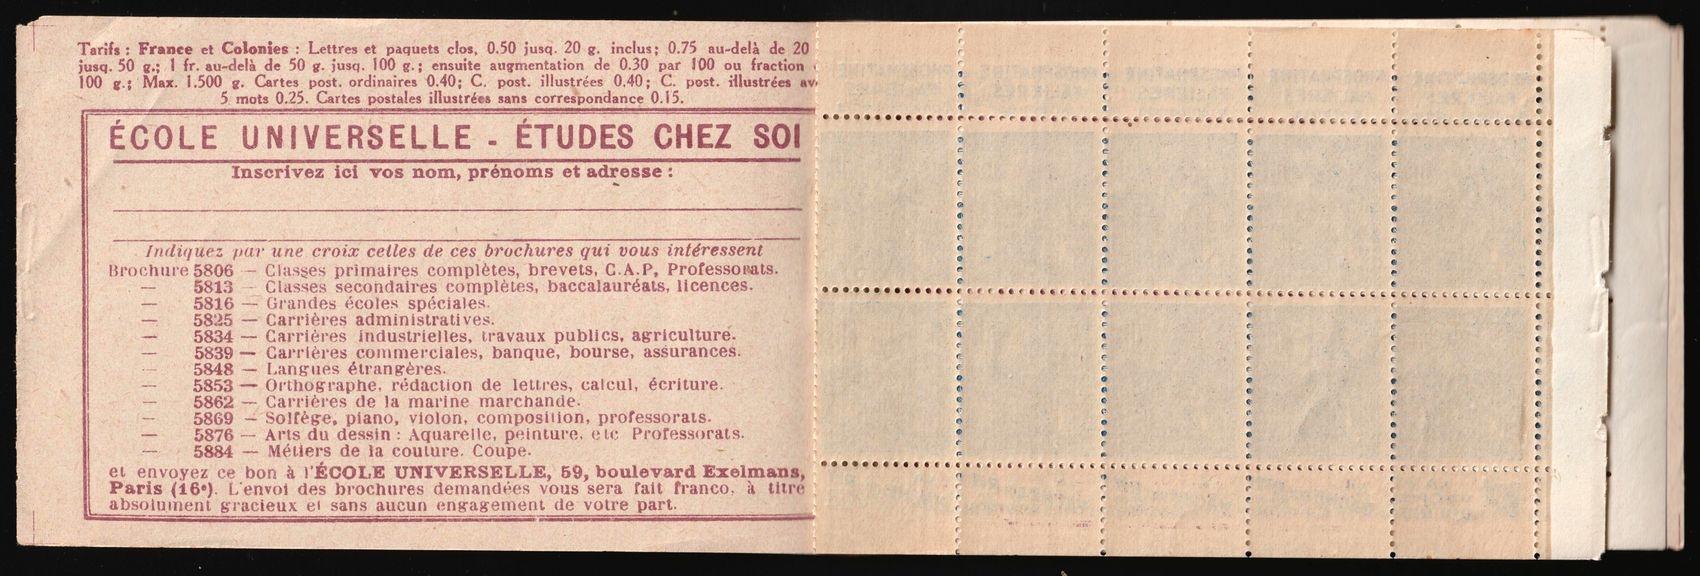 Tarifs : France et Colonies : Lettres et paquets clos, 0.50 jusq. 20 g. inclus; 0.75 au-delà de 20
jusq. 50 g.; 1 fr. au-delà de 50 g. jusq. 100 g.; ensuite augmentation de 0.30 par 100 ou fraction
100 g.; Max. 1.500 g. Cartes post. ordinaires 0.40; C. post. illustrées 0.40; C. post. illustrées
5 mots 0.25. Cartes postales illustrées sans correspondance 0.15.
ÉCOLE UNIVERSELLE - ÉTUDES CHEZ SOI
Inscrivez ici vos nom, prénoms et adresse :
Indiquez par une croix celles de ces brochures qui vous intéressent
Brochure 5806 — Classes primaires complètes, brevets, C.A.P, Professorats.
— 5813 — Classes secondaires complètes, baccalauréats, licences.
— 5816 — Grandes écoles spéciales.
— 5825 — Carrières administratives.
— 5834 — Carrières industrielles, travaux publics, agriculture.
— 5839 — Carrières commerciales, banque, bourse, assurances.
— 5848 — Langues étrangères.
— 5853 — Orthographe, rédaction de lettres, calcul, écriture.
— 5862 — Carrières de la marine marchande.
— 5869 — Solfège, piano, violon, composition, professorats.
— 5876 — Arts du dessin : Aquarelle, peinture, etc Professorats.
— 5884 — Métiers de la couture. Coupe.
et envoyez ce bon à l'ÉCOLE UNIVERSELLE, 59, boulevard Exelmans,
Paris (16e). L'envoi des brochures demandées vous sera fait franco, à titre
absolument gracieux et sans aucun engagement de votre part.